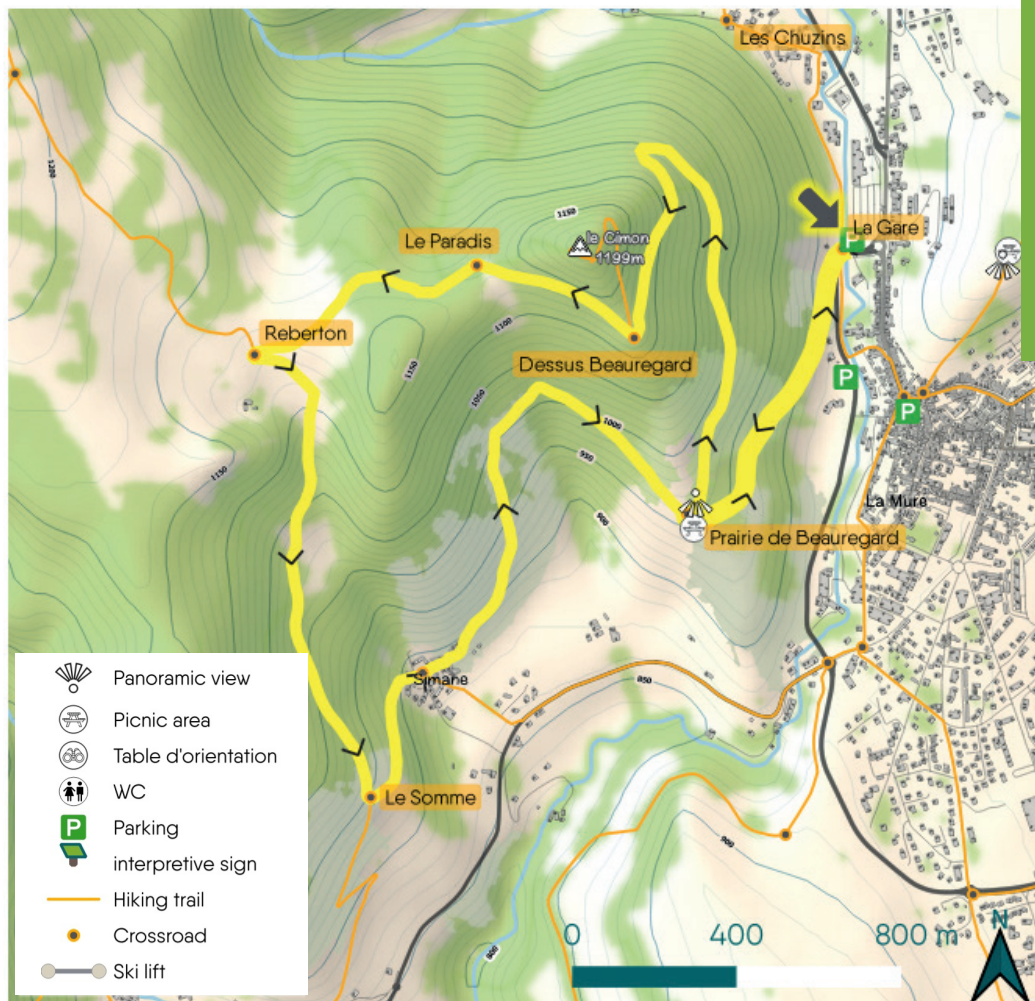 Les Chuzins
1200
1150
La Gare
P
Le Paradis
le Cimon
1199m
1100
Reberton
1150
Dessus Beauregard
P
1050
P
1000
950
1150
La Mure
900
Prairie de Beauregard
Simane
850
Le Somme
900
800
Panoramic view
Picnic area
Table d'orientation
WC
P Parking
interpretive sign
Hiking trail
Crossroad
Ski lift
0 400 800 m
N